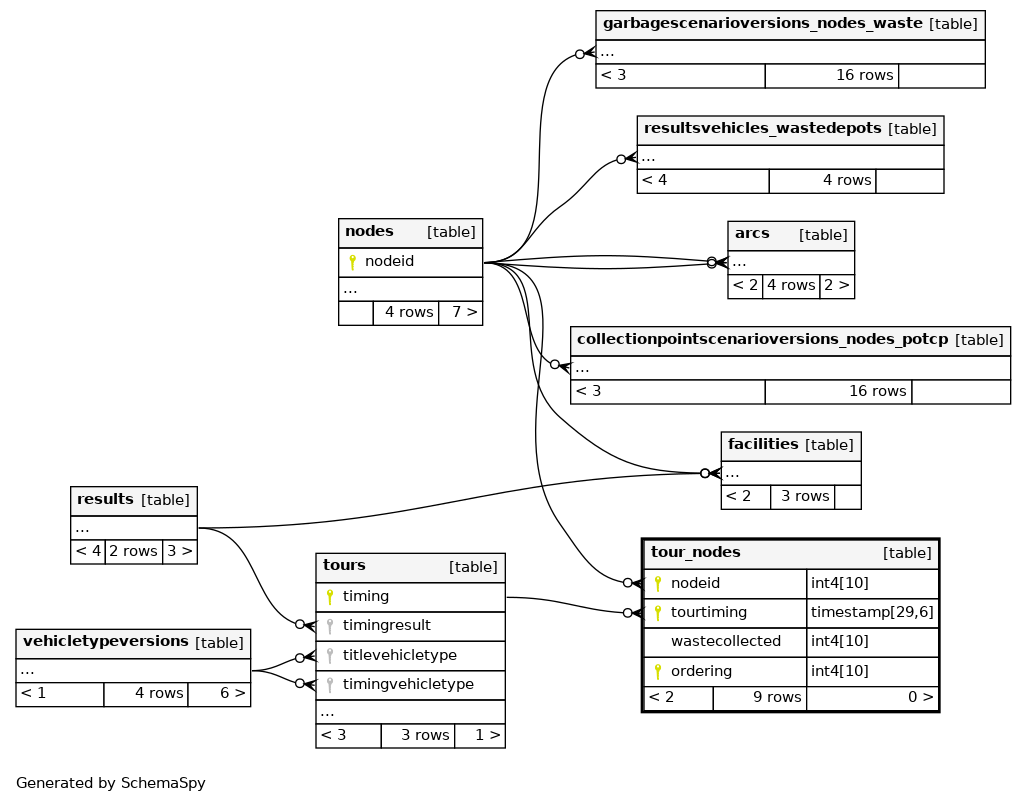 garbagescenarioversions_nodes_waste [table]
...
< 3 16 rows
resultsvehicles_wastedepots [table]
...
< 4 4 rows
nodes [table]
nodeid
...
4 rows 7 >
arcs [table]
...
< 2 4 rows 2 >
collectionpointscenarioversions_nodes_potcp [table]
...
< 3 16 rows
facilities [table]
...
< 2 3 rows
results [table]
...
< 4 2 rows 3 >
tours [table]
timing
timingresult
titlevehicletype
timingvehicletype
...
< 3 3 rows 1 >
tour_nodes [table]
nodeid int4[10]
tourtiming timestamp[29,6]
wastecollected int4[10]
ordering int4[10]
< 2 9 rows 0 >
vehicletypeversions [table]
...
< 1 4 rows 6 >
Generated by SchemaSpy